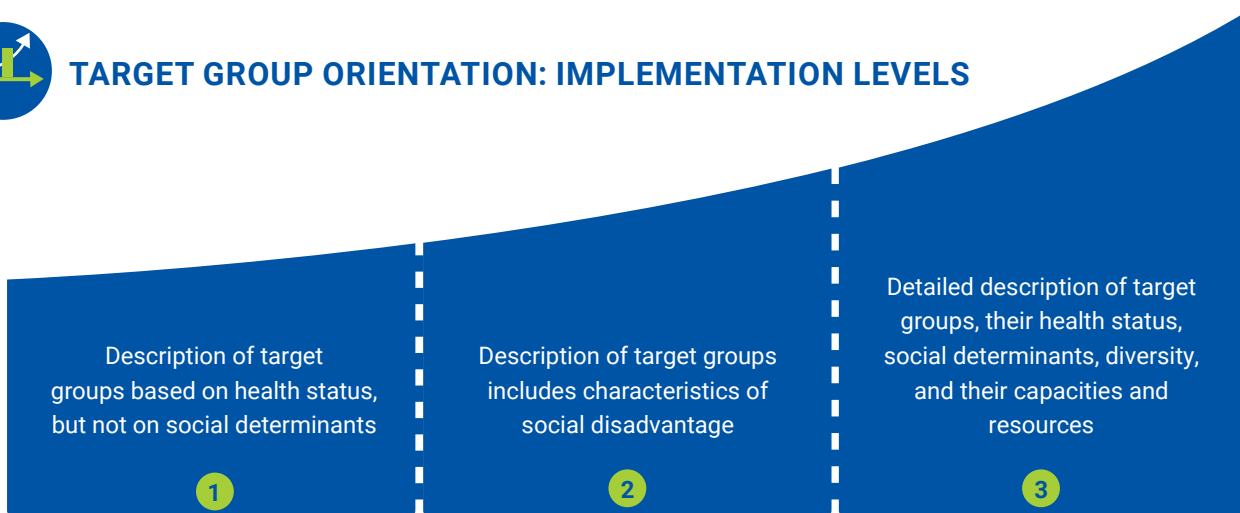 TARGET GROUP ORIENTATION: IMPLEMENTATION LEVELS
Description of target
groups based on health status,
but not on social determinants
1
Description of target groups
includes characteristics of
social disadvantage
2
Detailed description of target
groups, their health status,
social determinants, diversity,
and their capacities and
resources
3